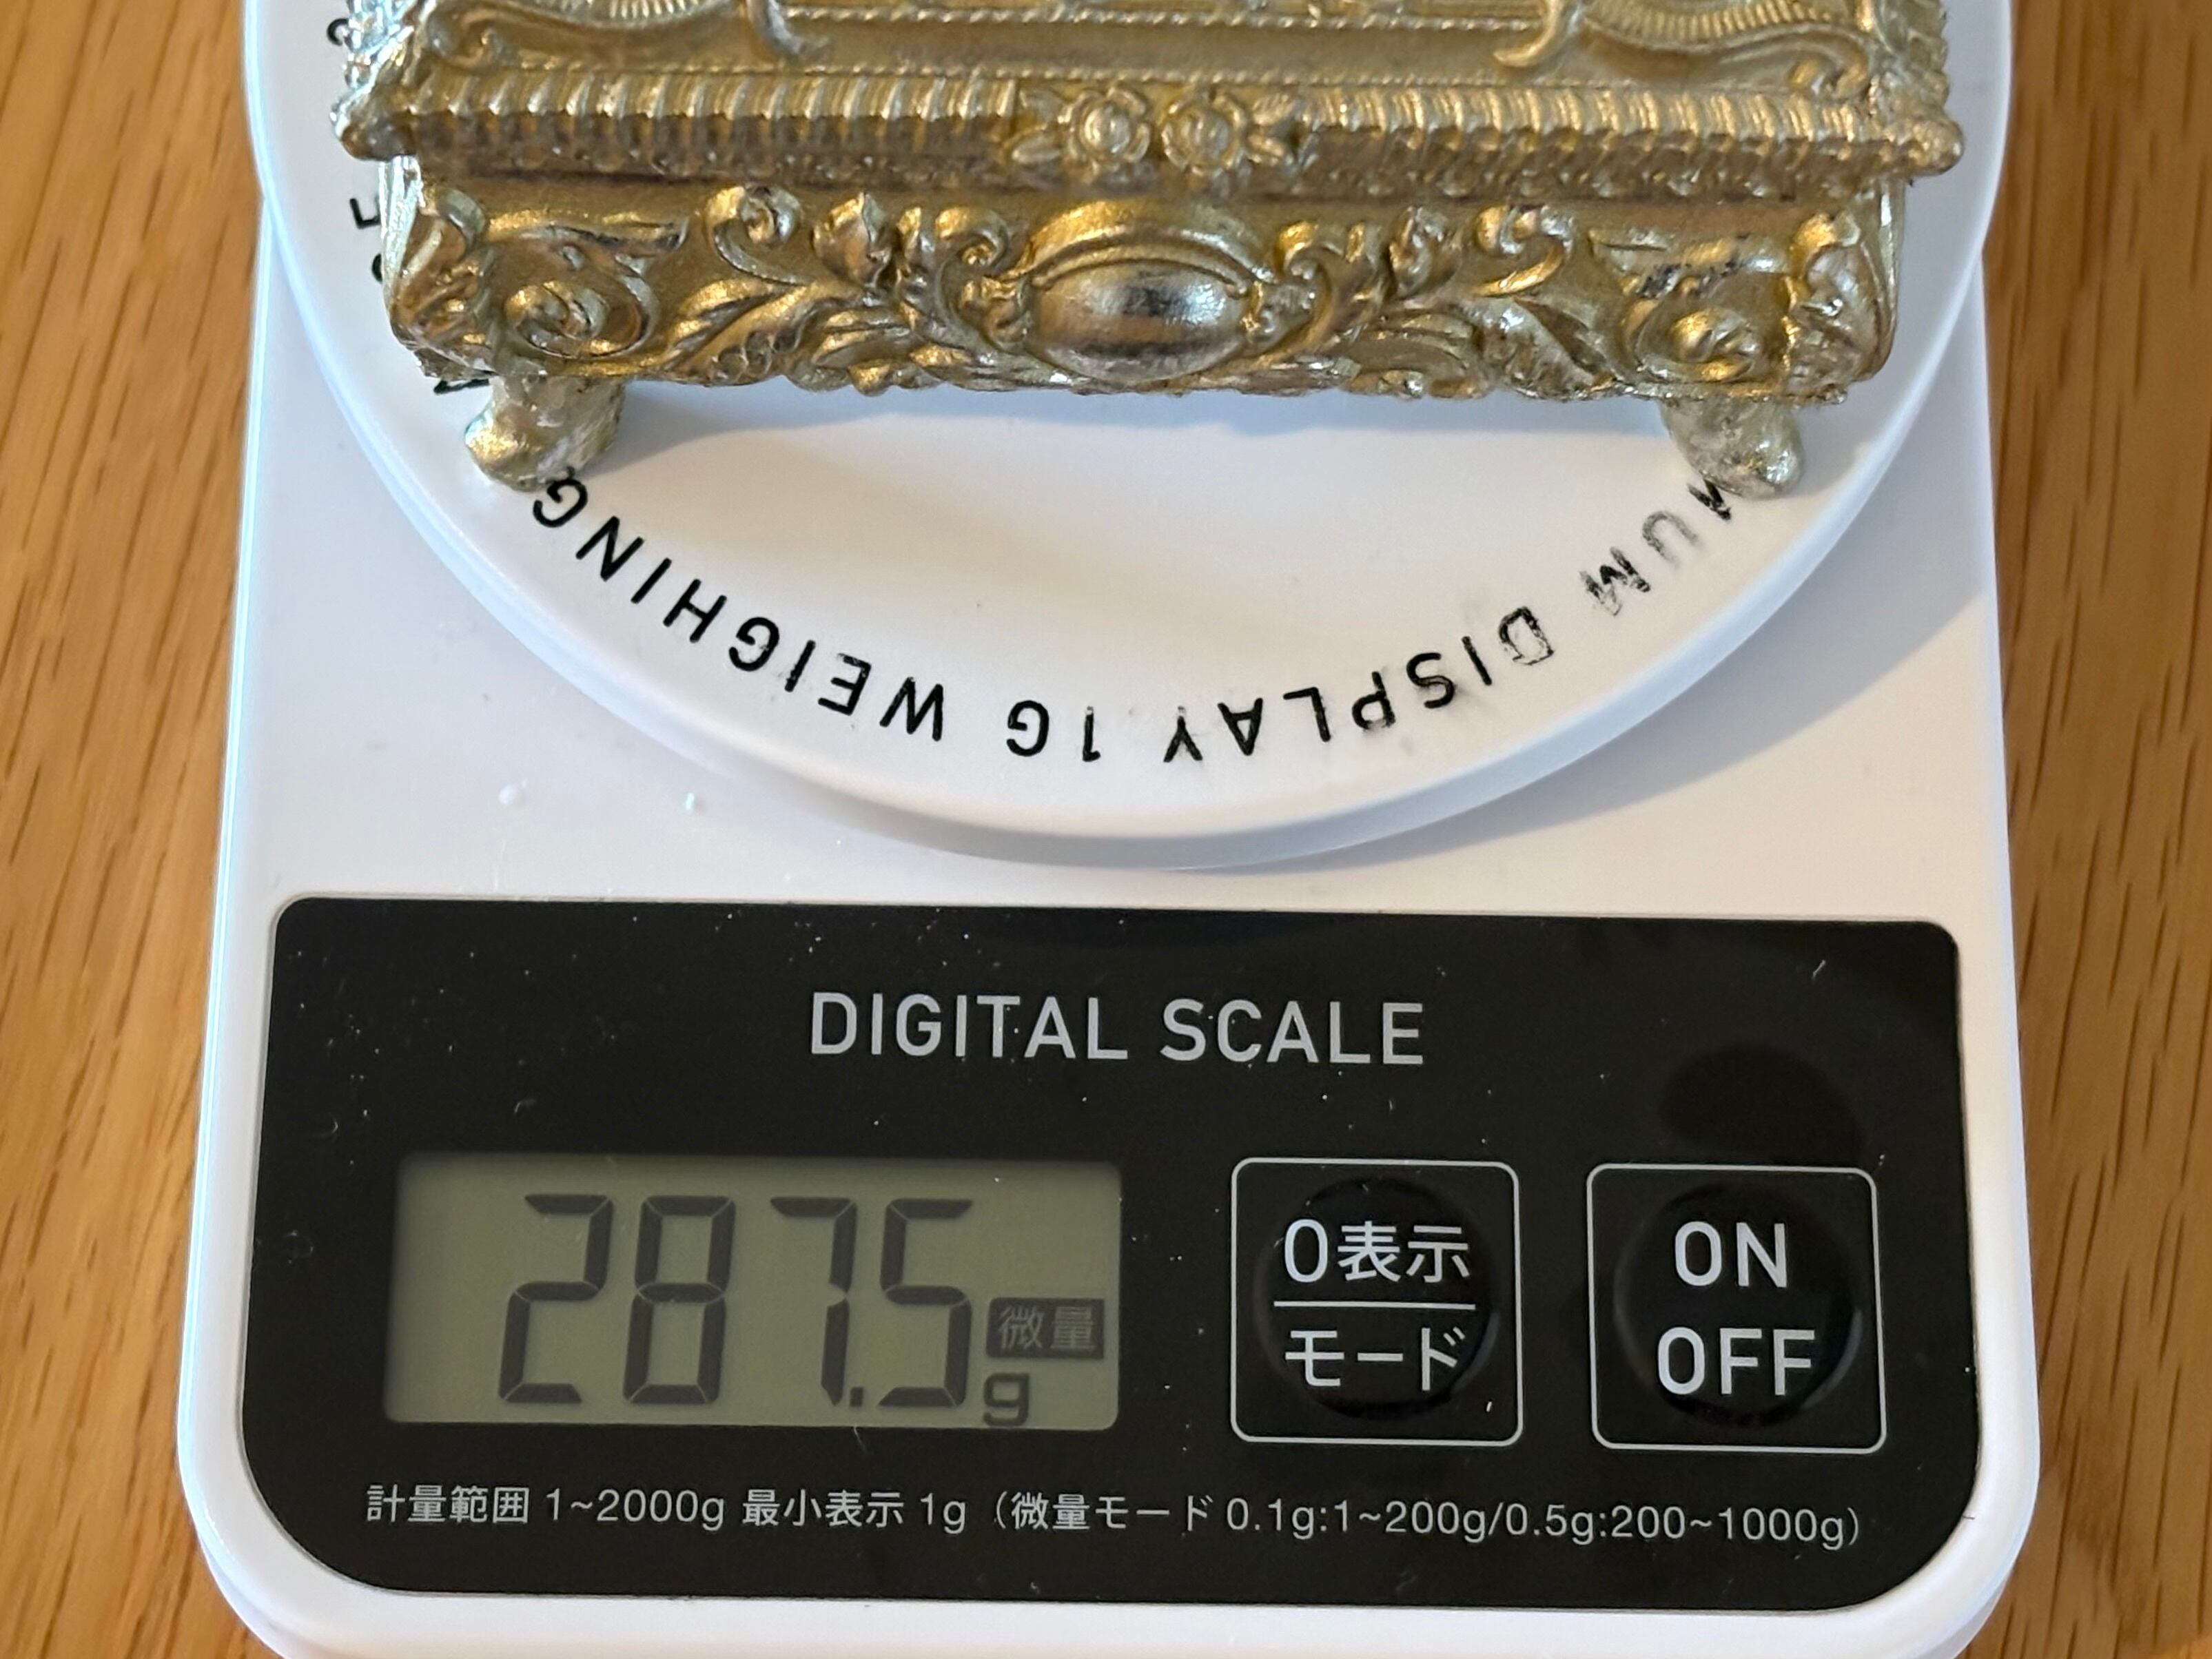 MUM DISPLAY 1G WEIGHING
DIGITAL SCALE
287.5
微量
g
0表示
モード
ON
OFF
計量範囲 1~2000g 最小表示 1g（微量モード 0.1g:1~200g/0.5g:200~1000g）